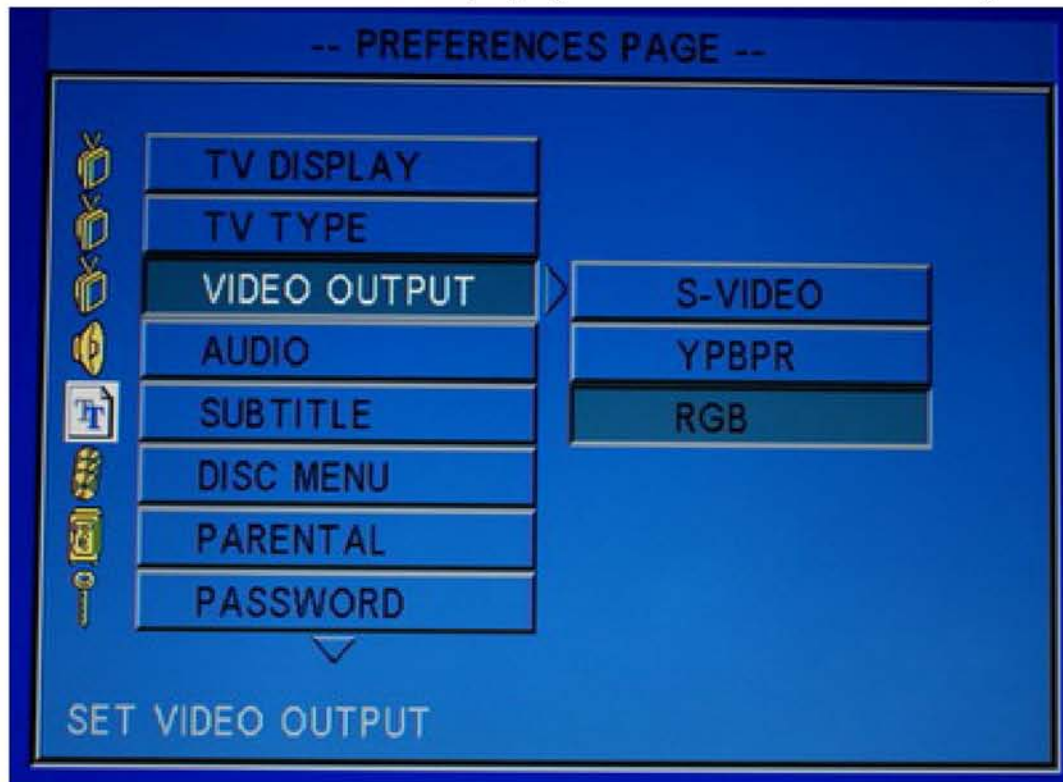 -- PREFERENCES PAGE --
TV DISPLAY
TV TYPE
VIDEO OUTPUT
S-VIDEO
AUDIO
YPBPR
SUBTITLE
RGB
DISC MENU
PARENTAL
PASSWORD
SET VIDEO OUTPUT